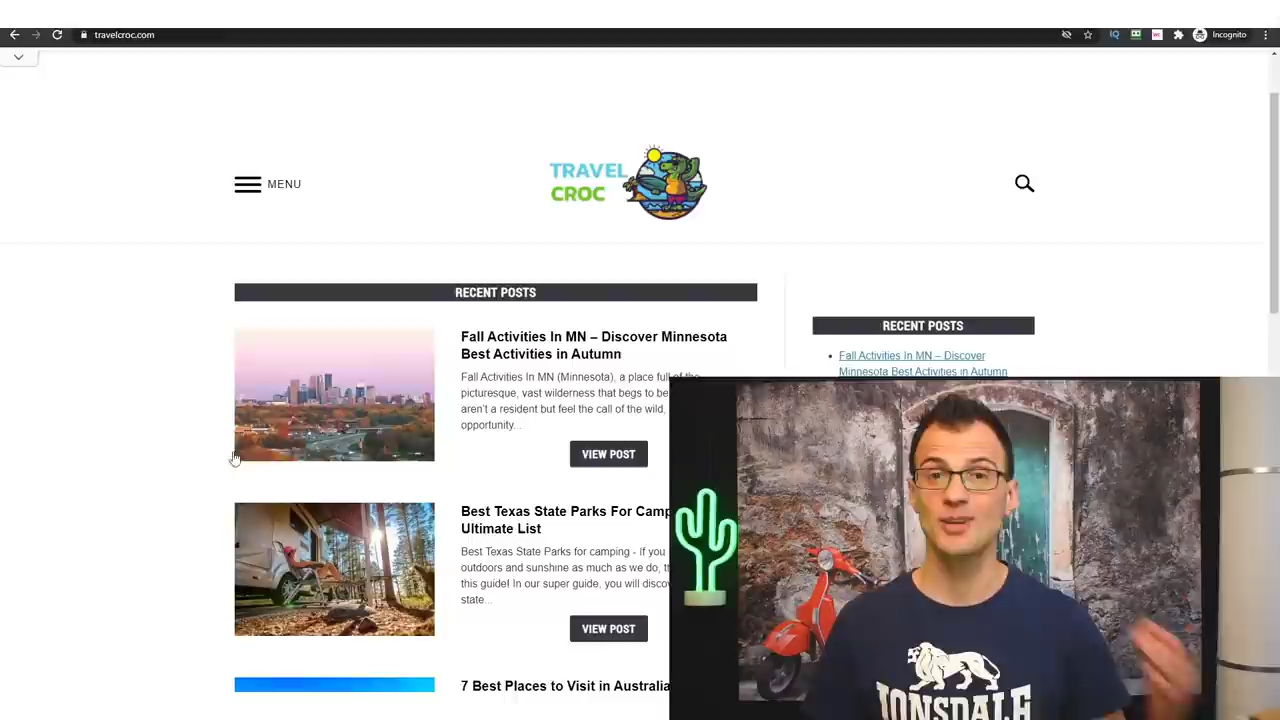 travelcroc.com
Incognito
MENU
TRAVEL
CROC
RECENT POSTS
Fall Activities In MN – Discover Minnesota
Best Activities in Autumn
Fall Activities In MN (Minnesota), a place full of the
picturesque, vast wilderness that begs to be
aren't a resident but feel the call of the wild,
opportunity...
VIEW POST
Best Texas State Parks For Camp
Ultimate List
Best Texas State Parks for camping - if you
outdoors and sunshine as much as we do,
this guide! In our super guide, you will disco
state...
VIEW POST
7 Best Places to Visit in Australia
RECENT POSTS
Fall Activities In MN – Discover
Minnesota Best Activities in Autumn
LONSDALE